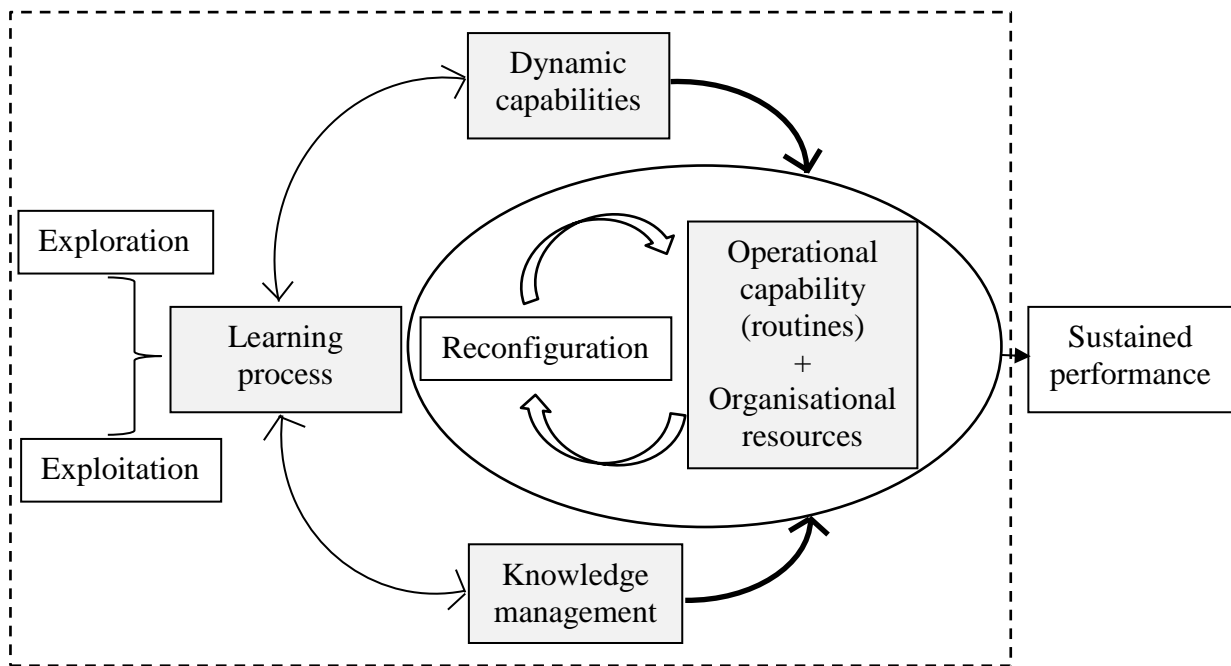 Dynamic
capabilities
Exploration
Learning
process
Exploitation
Reconfiguration
Operational
capability
(routines)
+
Organisational
resources
Sustained
performance
Knowledge
management